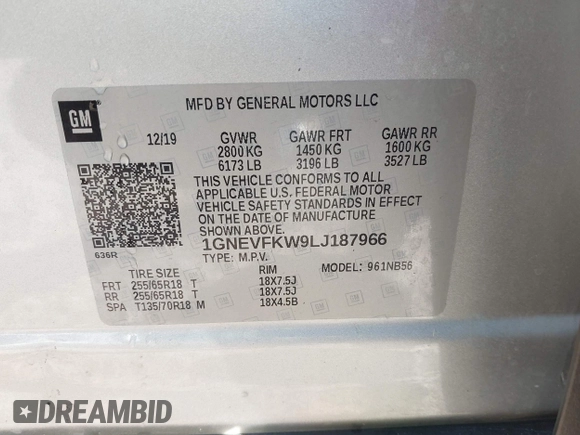 GM
MFD BY GENERAL MOTORS LLC
12/19 GVWR GAWR FRT GAWR RR
2800 KG 1450 KG 1600 KG
6173 LB 3196 LB 3527 LB
THIS VEHICLE CONFORMS TO ALL
APPLICABLE U.S. FEDERAL MOTOR
VEHICLE SAFETY STANDARDS IN EFFECT
ON THE DATE OF MANUFACTURE
SHOWN ABOVE.
636R
1GNEVFKW9LJ187966
TYPE: M.P.V. MODEL: 961NB56
TIRE SIZE RIM
FRT 255/65R18 T 18X7.5J
RR 255/65R18 T 18X7.5J
SPA T135/70R18 M 18X4.5B
DREAMBID